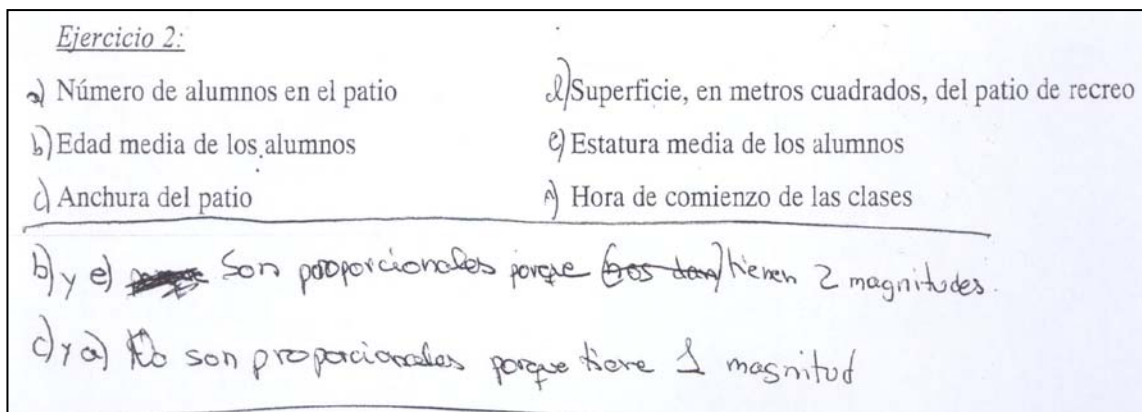 Ejercicio 2:
a) Número de alumnos en el patio
d) Superficie, en metros cuadrados, del patio de recreo
b) Edad media de los alumnos
e) Estatura media de los alumnos
c) Anchura del patio
Hora de comienzo de las clases
b) y e) Son proporcionales porque (nos dan) tienen 2 magnitudes.
c) y a) No son proporcionales porque tiene 1 magnitud